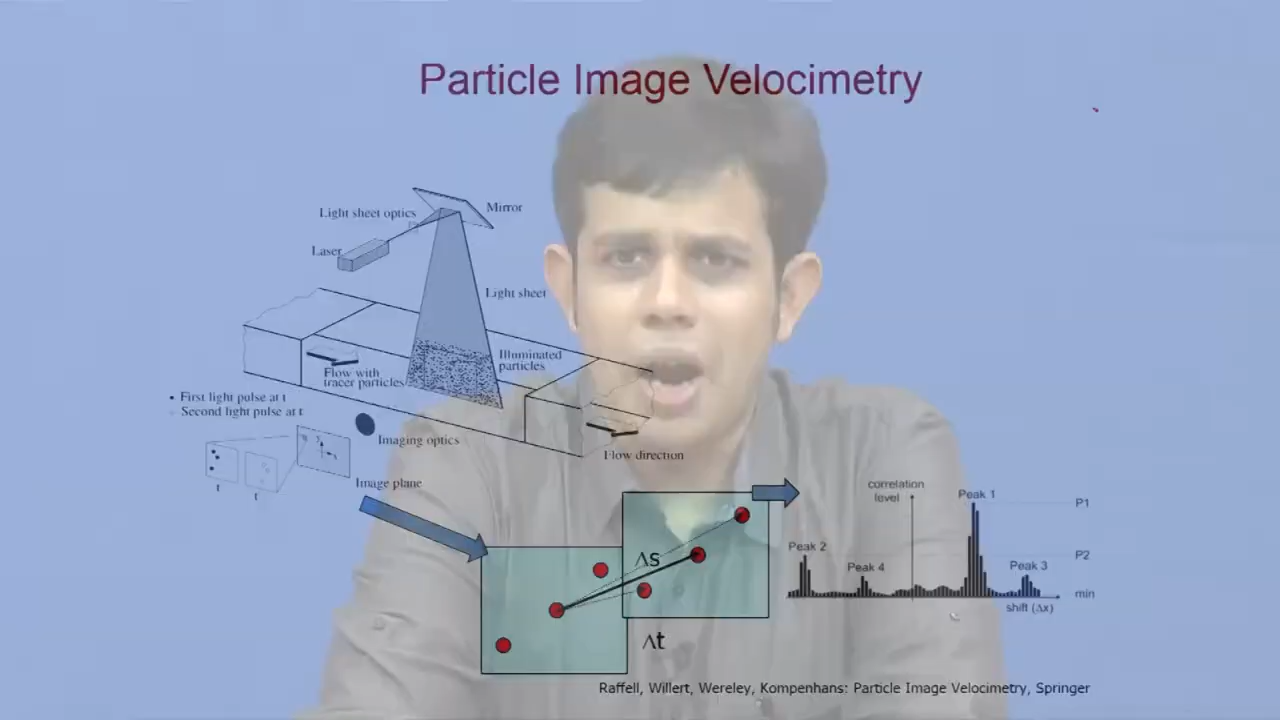 Particle Image Velocimetry
Light sheet optics
Mirror
Laser
Light sheet
Illuminated
particles
Flow with
tracer particles
• First light pulse at t
Second light pulse at t
Imaging optics
Flow direction
t
t
Image plane
Δs
Δt
correlation
level
Peak 1
P1
Peak 2
P2
Peak 4
Peak 3
min
shift (Δx)
Raffell, Willert, Wereley, Kompenhans: Particle Image Velocimetry, Springer